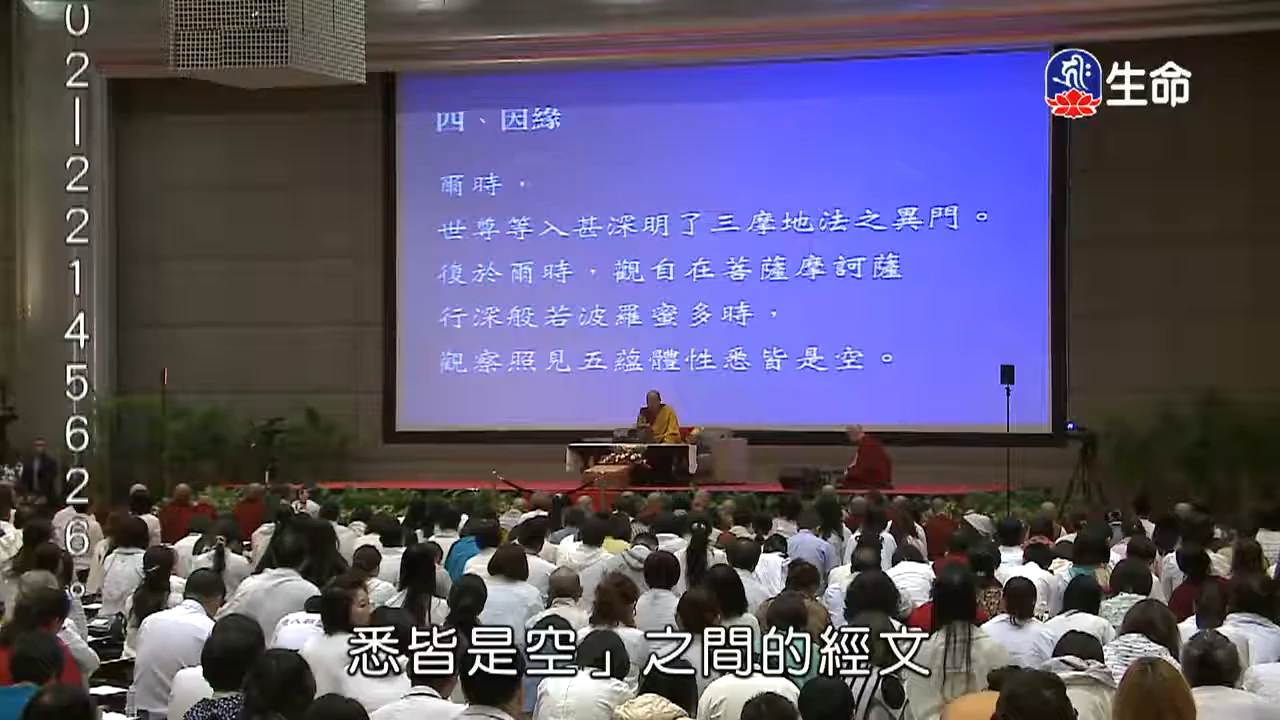 生命
02-22145626
四、因緣
爾時，
世尊等入甚深明了三摩地法之異門。
復於爾時，觀自在菩薩摩訶薩
行深般若波羅蜜多時，
觀察照見五蘊體性悉皆是空。
悉皆是空」之間的經文